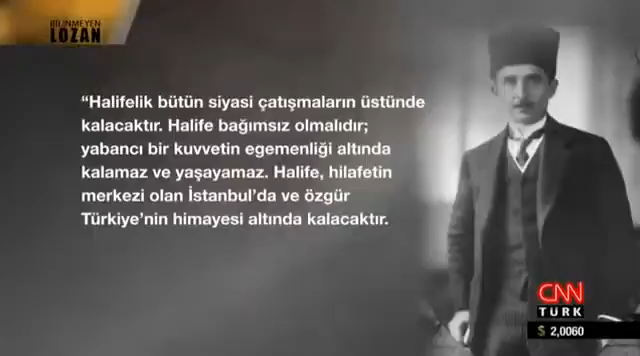 BİLİNMEYEN
LOZAN
“Halifelik bütün siyasi çatışmaların üstünde
kalacaktır. Halife bağımsız olmalıdır;
yabancı bir kuvvetin egemenliği altında
kalamaz ve yaşayamaz. Halife, hilafetin
merkezi olan İstanbul’da ve özgür
Türkiye’nin himayesi altında kalacaktır.
CNN
TÜRK
$ 2,0060